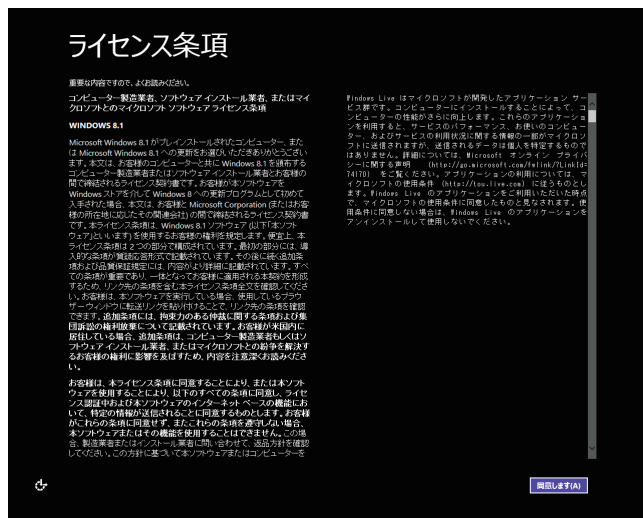 ライセンス条項
重要な内容ですので、よくお読みください。
コンピューター製造業者、ソフトウェア インストール業者、またはマイ
クロソフトとのマイクロソフト ソフトウェア ライセンス条項
WINDOWS 8.1
Microsoft Windows 8.1 がプレインストールされたコンピューター、また
は Microsoft Windows 8.1 への更新をお選びいただきありがとうござい
ます。本文は、お客様のコンピューターと共に Windows 8.1 を頒布する
コンピューター製造業者またはソフトウェア インストール業者とお客様の
間で締結されるライセンス契約書です。お客様が本ソフトウェアを
Windows ストアを介して Windows 8 への更新プログラムとして初めて
入手された場合、本文は、お客様と Microsoft Corporation (またはお客
様の所在地に応じたその関連会社) の間で締結されるライセンス契約書
です。本ライセンス条項は、Windows 8.1 ソフトウェア (以下「本ソフト
ウェア」といいます) を使用するお客様の権利を規定します。便宜上、本
ライセンス条項は 2 つの部分で構成されています。最初の部分には、導
入的な条項が質疑応答形式で記載されています。その後に続く追加条
項および品質保証規定には、内容がより詳細に記載されています。すべ
ての条項が重要であり、一体となってお客様に適用される本契約を形成
するため、リンク先の条項を含む本ライセンス条項全文を確認してくださ
い。お客様は、本ソフトウェアを実行している場合、使用しているブラウ
ザーウィンドウに転送リンクを貼り付けることで、リンク先の条項を確認
できます。追加条項には、拘束力のある仲裁に関する条項および集
団訴訟の権利放棄について記載されています。お客様が米国内に
居住している場合、追加条項は、コンピューター製造業者もしくはソ
フトウェア インストール業者、またはマイクロソフトとの紛争を解決す
るお客様の権利に影響を及ぼすため、内容を注意深くお読みくださ
い。
お客様は、本ライセンス条項に同意することにより、または本ソフト
ウェアを使用することにより、以下のすべての条項に同意し、ライセ
ンス認証中および本ソフトウェアのインターネット ベースの機能にお
いて、特定の情報が送信されることに同意するものとします。お客様
がこれらの条項に同意せず、またこれらの条項を遵守しない場合、
本ソフトウェアまたはその機能を使用することはできません。この場
合、製造業者またはインストール業者に問い合わせて、返品方針を確認
してください。この方針に基づいて本ソフトウェアまたはコンピューターを
Windows Live はマイクロソフトが開発したアプリケーション サー
ビス群です。コンピューターにインストールすることによって、コ
ンピューターの性能がさらに向上します。これらのアプリケーショ
ンを利用すると、サービスのパフォーマンス、お使いのコンピュー
ター、およびサービスの利用状況に関する情報の一部がマイクロソ
フトに送信されますが、送信されるデータは個人を特定するもので
はありません。詳細については、Microsoft オンライン プライバ
シーに関する声明 (http://go.microsoft.com/fwlink/?LinkId=
74170) をご覧ください。アプリケーションの利用については、マ
イクロソフトの使用条件 (http://tou.live.com) に従うものとし
ます。Windows Live のアプリケーションをご利用いただいた時点
で、マイクロソフトの使用条件に同意したものと見なされます。使
用条件に同意しない場合は、Windows Live のアプリケーションを
アンインストールして使用しないでください。
同意します(A)